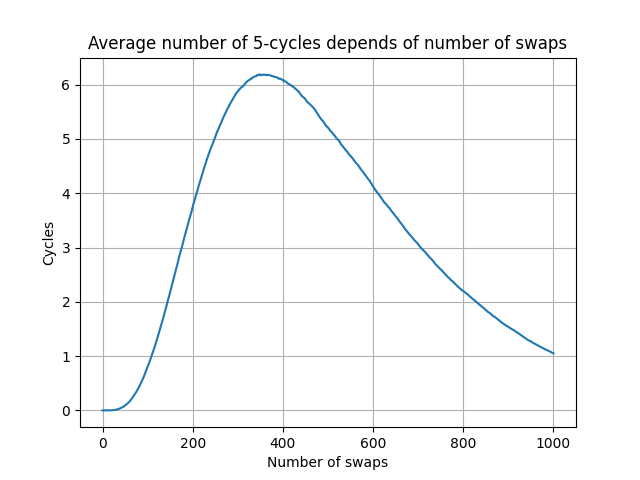 Average number of 5-cycles depends of number of swaps
6
5
4
3
2
1
0
Cycles
0 200 400 600 800 1000
Number of swaps